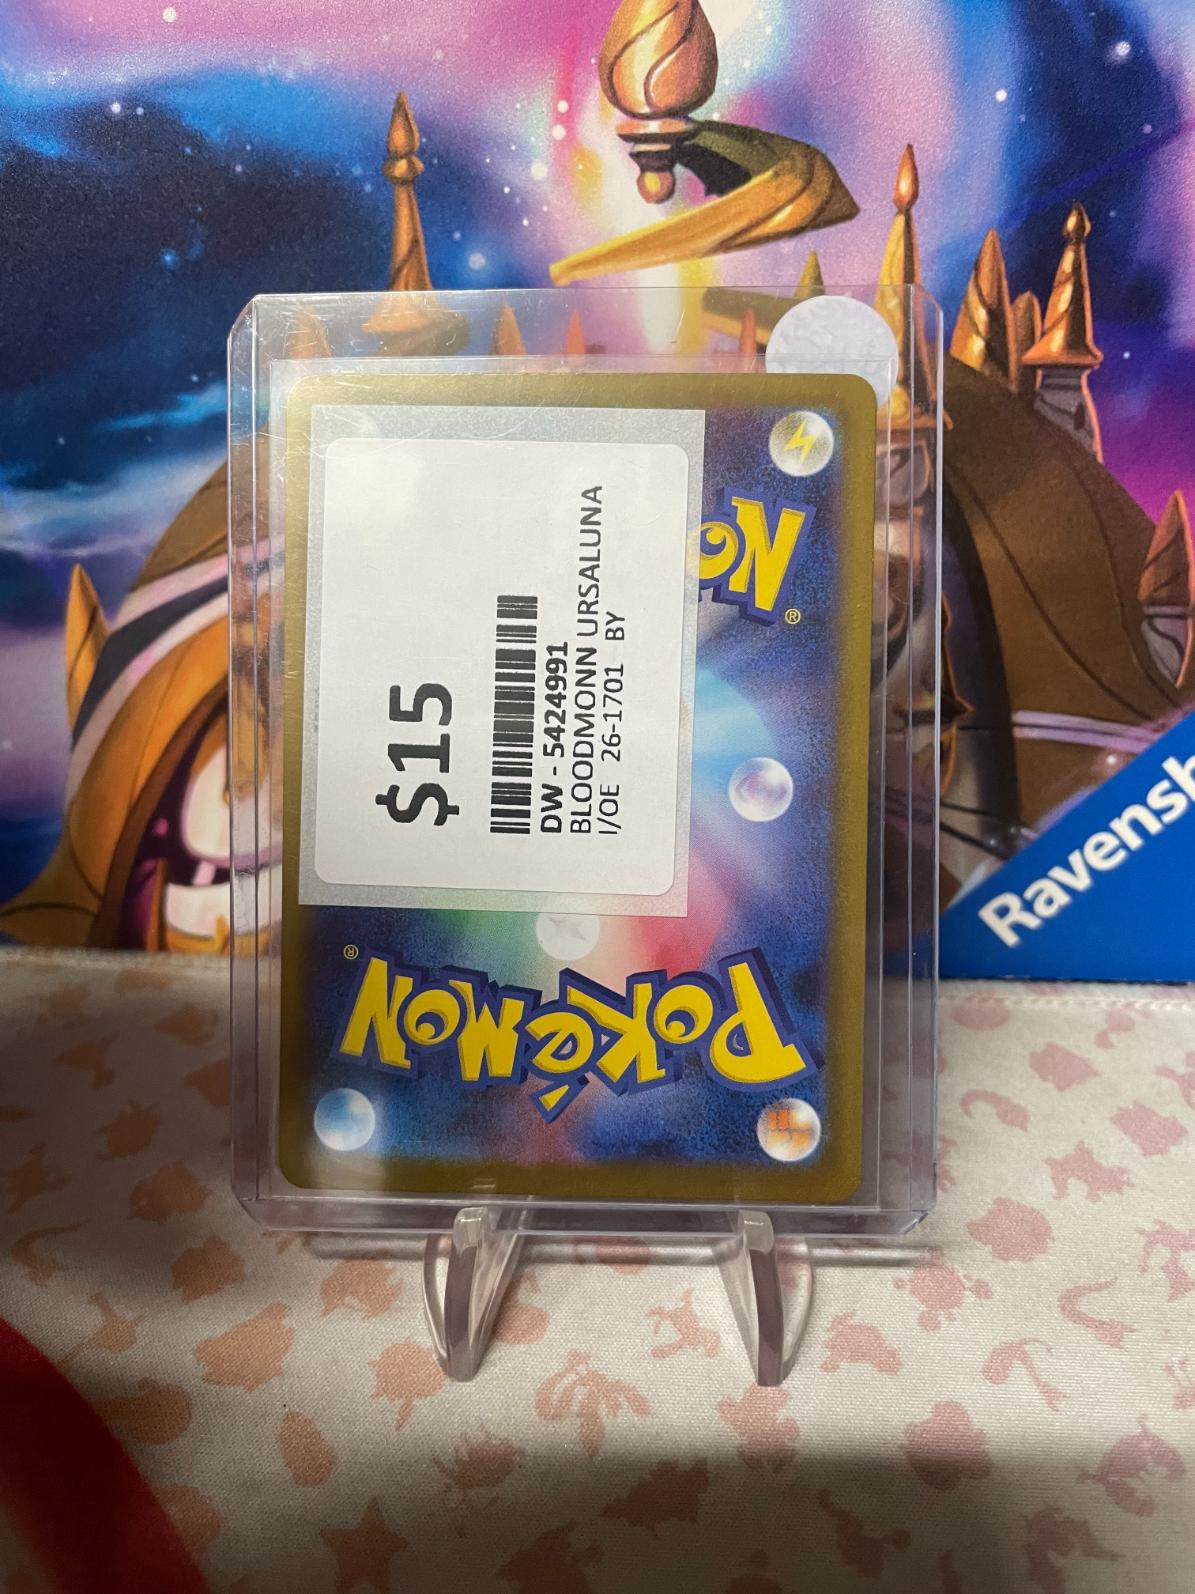 $15
DW - 5424991
BLOODMONN URSALUNA
I/OE 26-1701 BY
POKéMON
®
®
Ravensb